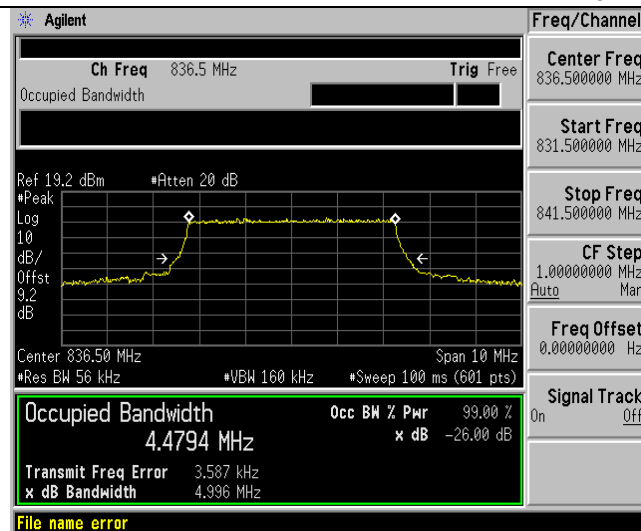 Agilent
Freq/Channel
Ch Freq 836.5 MHz Trig Free
Occupied Bandwidth
Center Freq
836.500000 MHz
Start Freq
831.500000 MHz
Stop Freq
841.500000 MHz
CF Step
1.00000000 MHz
Auto Man
Freq Offset
0.00000000 Hz
Signal Track
On Off
Ref 19.2 dBm #Atten 20 dB
#Peak
Log
10
dB/
Offst
9.2
dB
Center 836.50 MHz Span 10 MHz
#Res BW 56 kHz #VBW 160 kHz #Sweep 100 ms (601 pts)
Occupied Bandwidth Occ BW % Pwr 99.00 %
4.4794 MHz x dB -26.00 dB
Transmit Freq Error 3.587 kHz
x dB Bandwidth 4.996 MHz
File name error